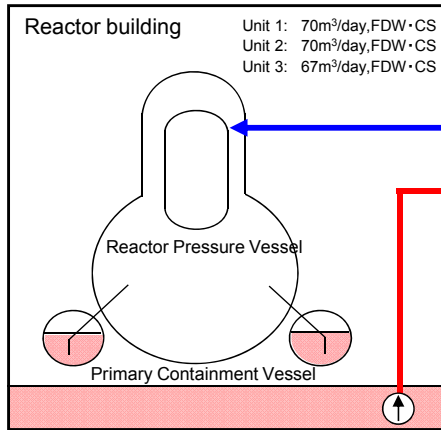 Reactor building
Unit 1: 70m³/day,FDW・CS
Unit 2: 70m³/day,FDW・CS
Unit 3: 67m³/day,FDW・CS
Reactor Pressure Vessel
Primary Containment Vessel